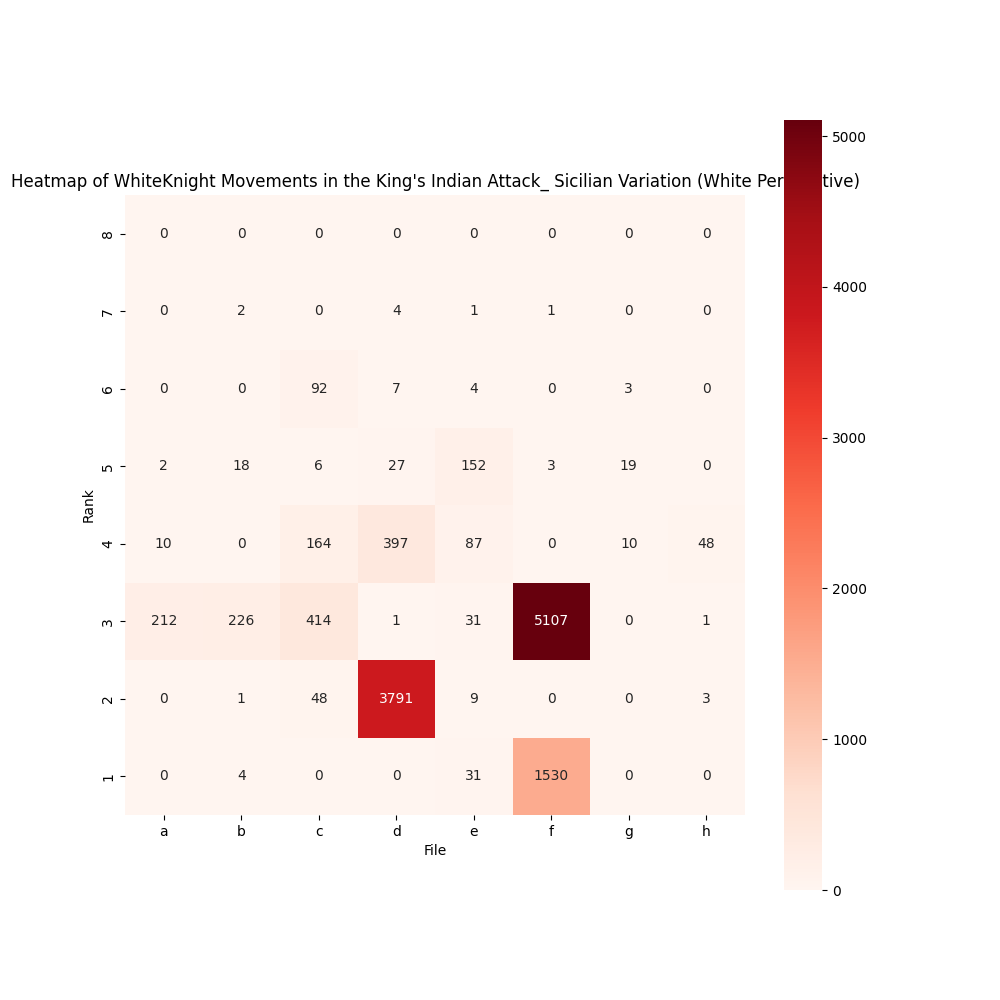 Heatmap of WhiteKnight Movements in the King's Indian Attack_ Sicilian Variation (White Per tive)
5000
4000
3000
2000
1000
0
8 0 0 0 0 0 0 0 0
7 0 2 0 4 1 1 0 0
6 0 0 92 7 4 0 3 0
5 2 18 6 27 152 3 19 0
Rank
4 10 0 164 397 87 0 10 48
3 212 226 414 1 31 5107 0 1
2 0 1 48 3791 9 0 0 3
1 0 4 0 0 31 1530 0 0
a b c d e f g h
File